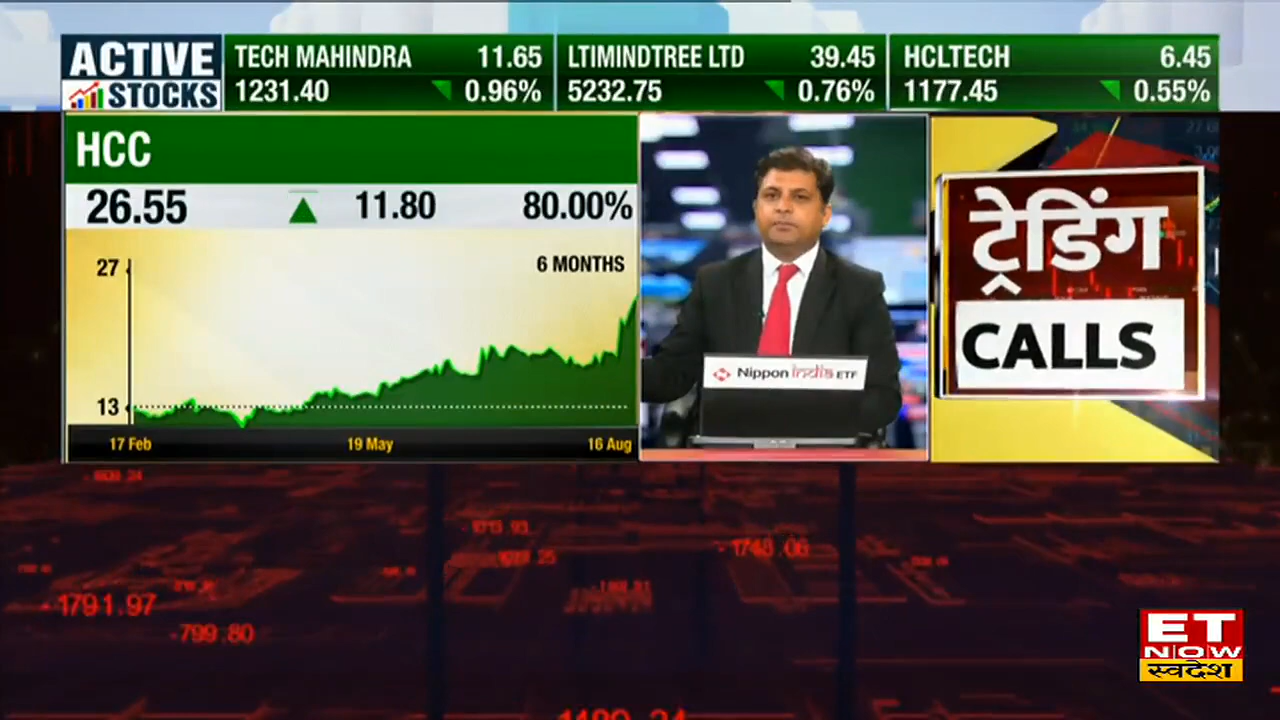 ACTIVE
STOCKS
TECH MAHINDRA 11.65
1231.40 0.96%
LTIMINDTREE LTD 39.45
5232.75 0.76%
HCLTECH 6.45
1177.45 0.55%
HCC
26.55 11.80 80.00%
27
6 MONTHS
13
17 Feb 19 May 16 Aug
Nippon india ETF
ट्रेडिंग
CALLS
-1748.06
-1791.97
-799.80
ET
NOW
स्वदेश